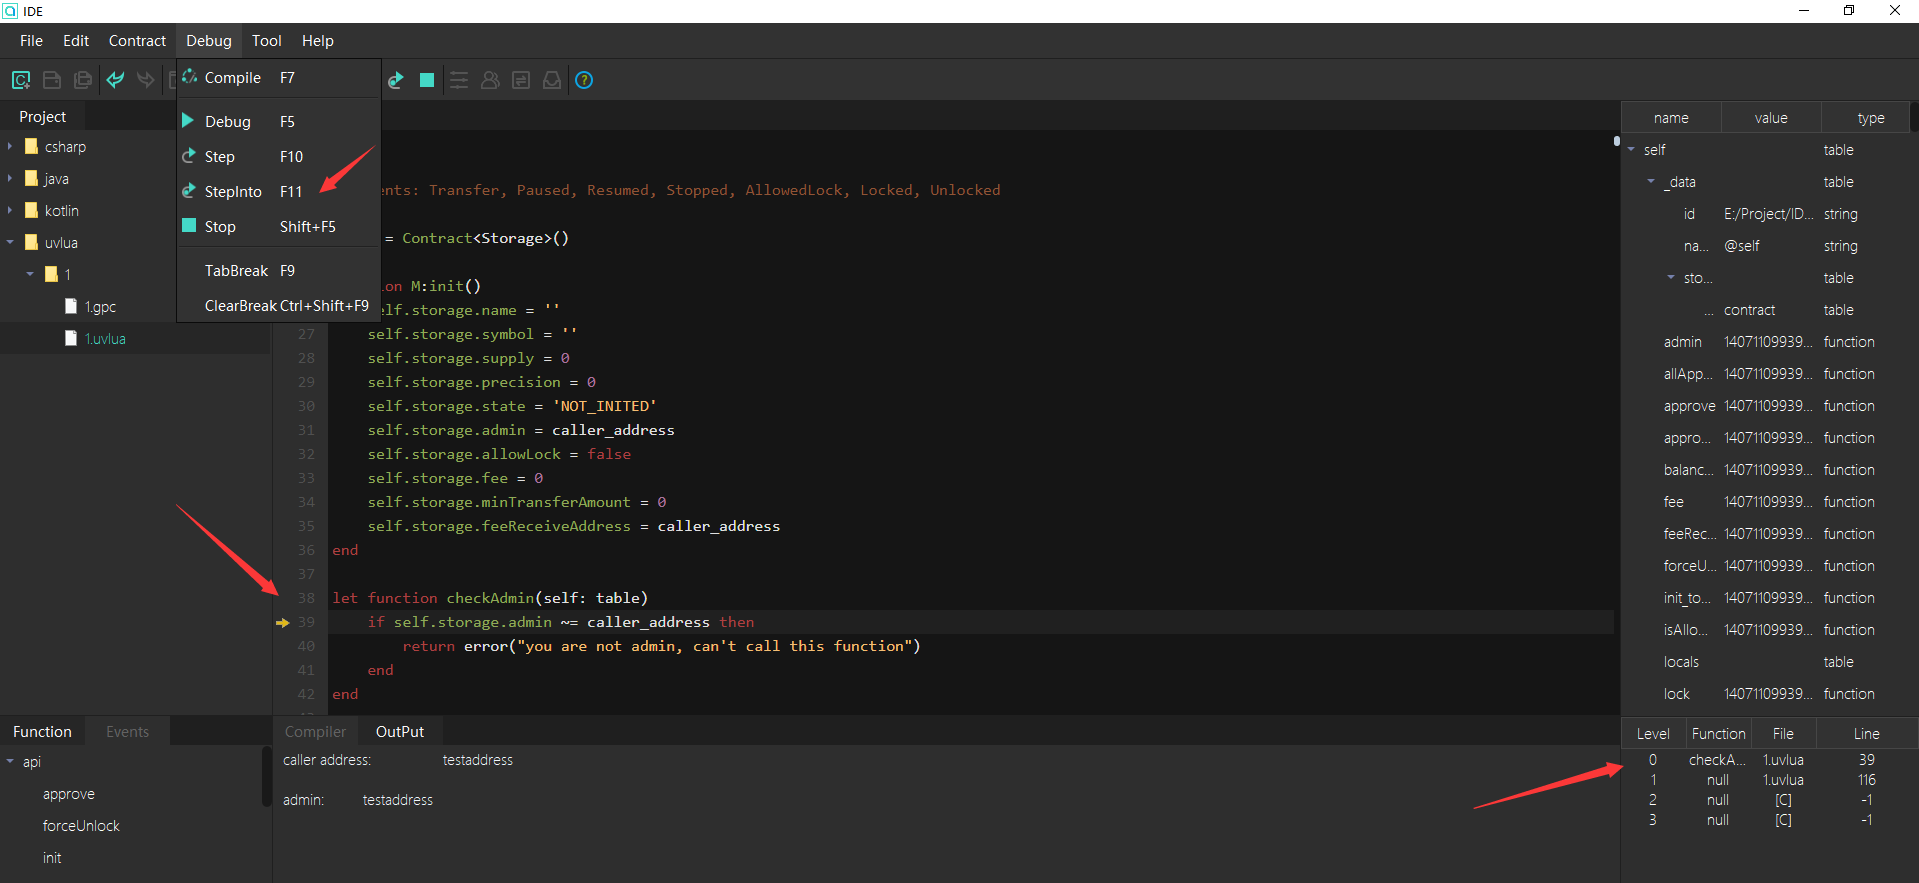 IDE
File Edit Contract Debug Tool Help
Compile F7
Debug F5
Step F10
StepInto F11
Stop Shift+F5
TabBreak F9
ClearBreak Ctrl+Shift+F9
Project
csharp
java
kotlin
uvlua
1
1.gpc
1.uvlua
ents: Transfer, Paused, Resumed, Stopped, AllowedLock, Locked, Unlocked
= Contract<Storage>()
ion M:init()
elf.storage.name = ''
27 self.storage.symbol = ''
28 self.storage.supply = 0
29 self.storage.precision = 0
30 self.storage.state = 'NOT_INITED'
31 self.storage.admin = caller_address
32 self.storage.allowLock = false
33 self.storage.fee = 0
34 self.storage.minTransferAmount = 0
35 self.storage.feeReceiveAddress = caller_address
36 end
37
38 let function checkAdmin(self: table)
39 if self.storage.admin ~= caller_address then
40 return error("you are not admin, can't call this function")
41 end
42 end
name value type
self table
_data table
id E:/Project/ID... string
na... @self string
sto... table
... contract table
admin 14071109939... function
allApp... 14071109939... function
approve 14071109939... function
appro... 14071109939... function
balanc... 14071109939... function
fee 14071109939... function
feeRec... 14071109939... function
forceU... 14071109939... function
init_to... 14071109939... function
isAllo... 14071109939... function
locals table
lock 14071109939... function
Function Events
api
approve
forceUnlock
init
Compiler OutPut
caller address: testaddress
admin: testaddress
Level Function File Line
0 checkA... 1.uvlua 39
1 null 1.uvlua 116
2 null [C] -1
3 null [C] -1